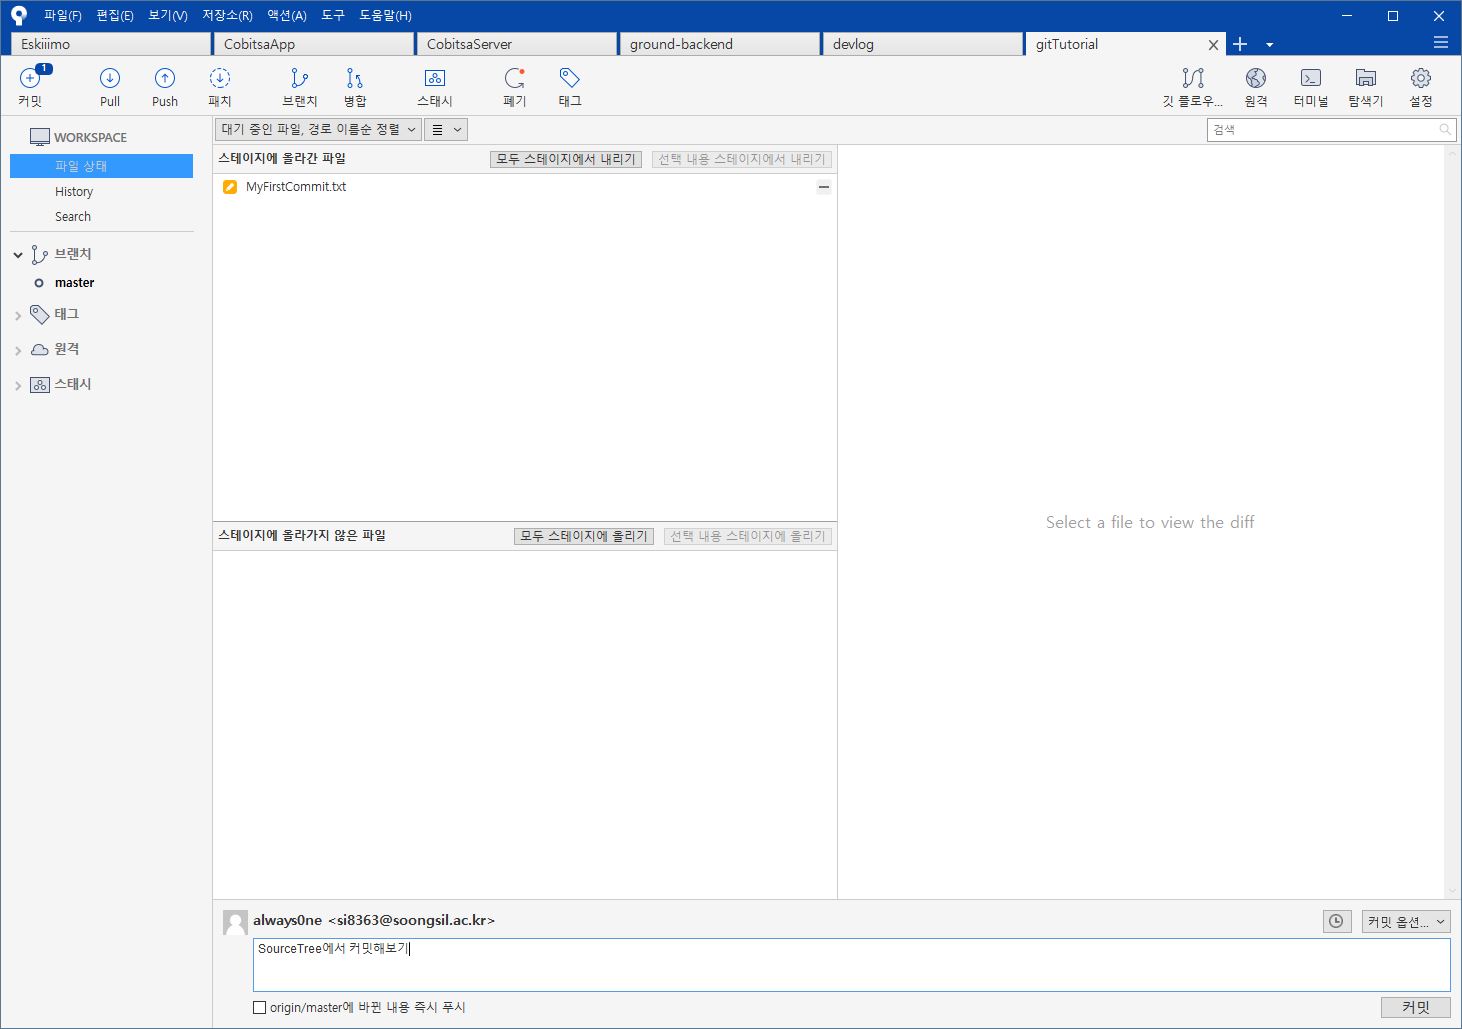 파일(F) 편집(E) 보기(V) 저장소(R) 액션(A) 도구 도움말(H)
Eskiiimo CobitsaApp CobitsaServer ground-backend devlog gitTutorial
1
커밋 Pull Push 패치 브랜치 병합 스태시 폐기 태그 깃 플로우... 원격 터미널 탐색기 설정
WORKSPACE
파일 상태
History
Search
브랜치
master
태그
원격
스태시
대기 중인 파일, 경로 이름순 정렬
검색
스테이지에 올라간 파일 모두 스테이지에서 내리기 선택 내용 스테이지에서 내리기
MyFirstCommit.txt
스테이지에 올라가지 않은 파일 모두 스테이지에 올리기 선택 내용 스테이지에 올리기
Select a file to view the diff
always0ne <si8363@soongsil.ac.kr>
커밋 옵션...
SourceTree에서 커밋해보기
origin/master에 바뀐 내용 즉시 푸시
커밋